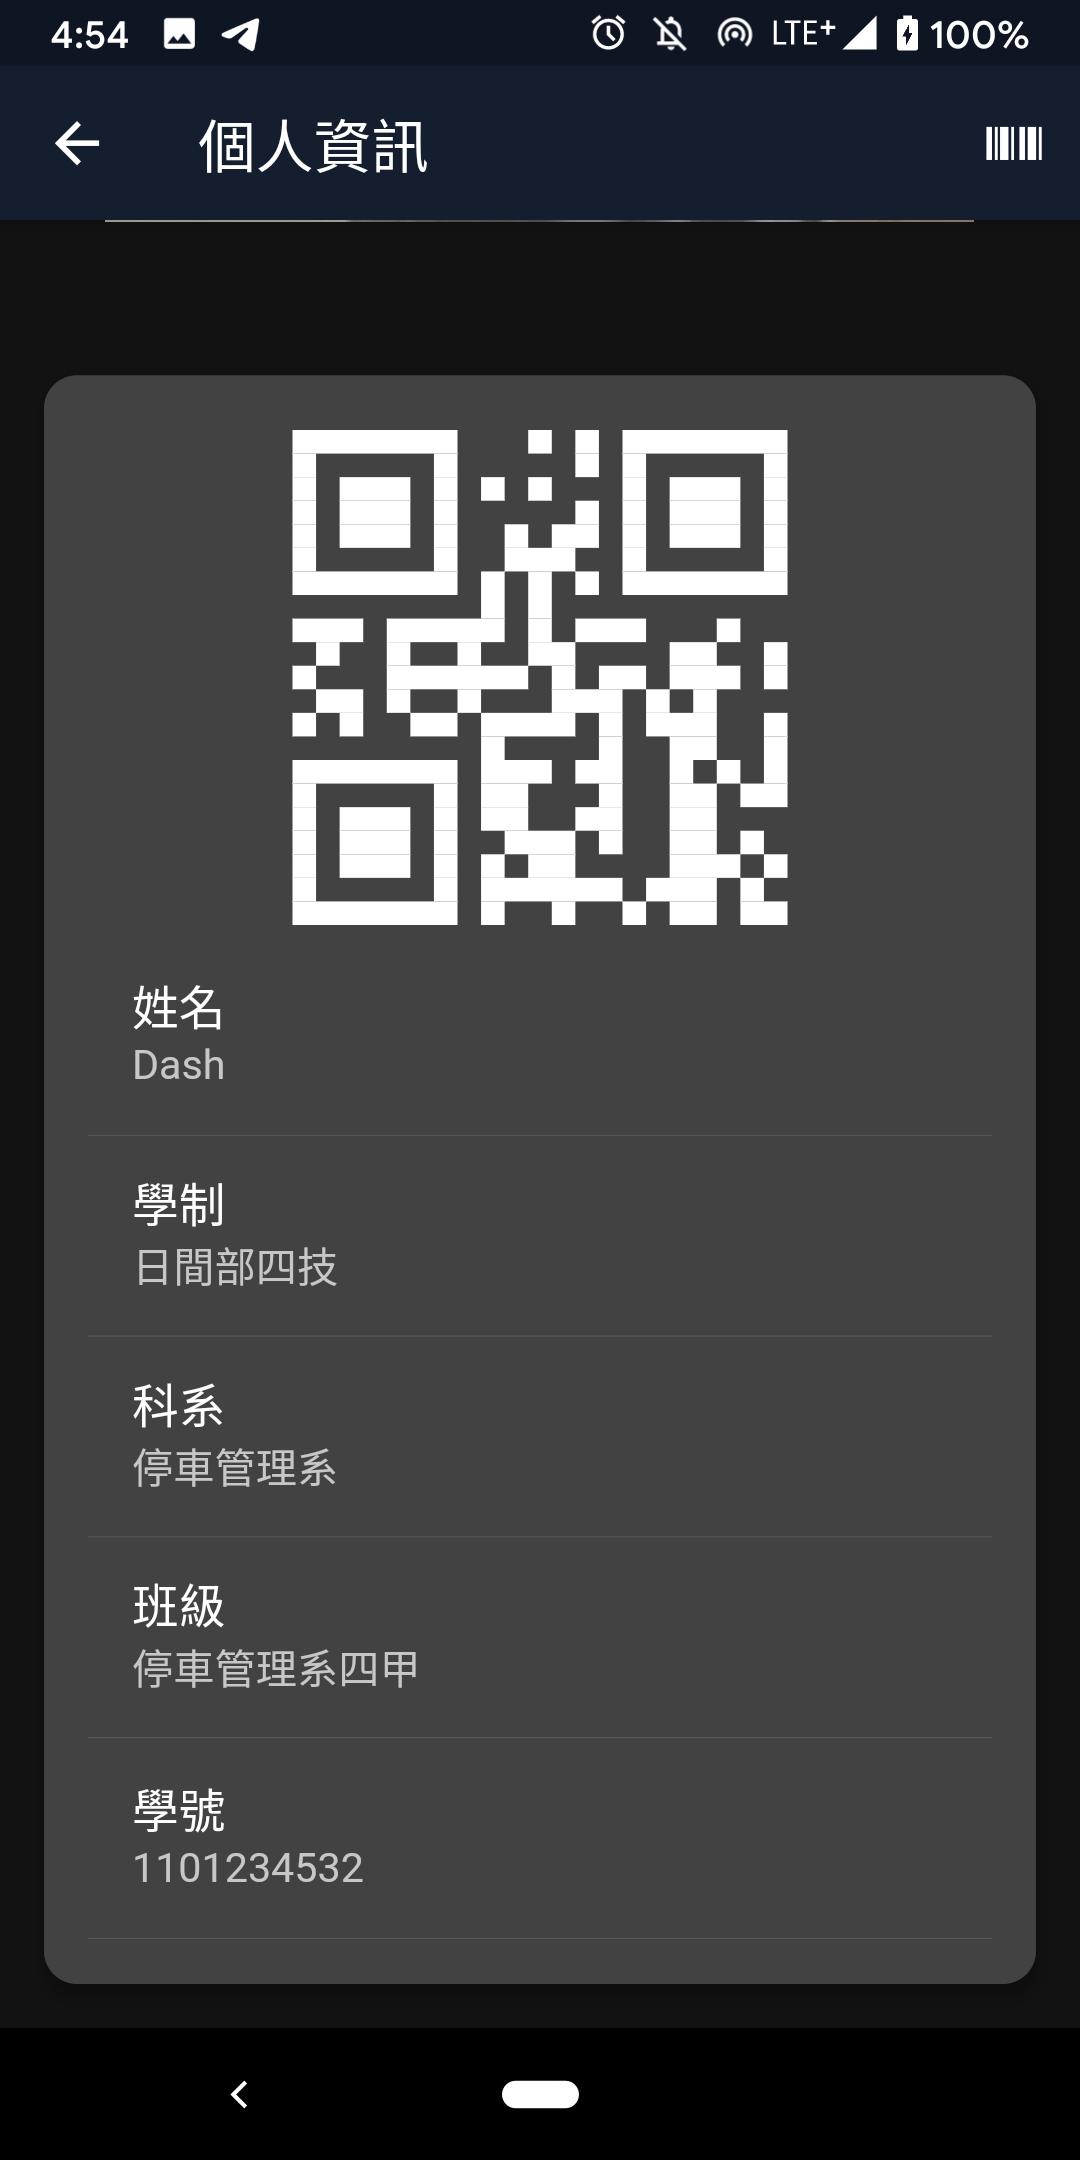 4:54 LTE+ 100%
個人資訊
姓名
Dash
學制
日間部四技
科系
停車管理系
班級
停車管理系四甲
學號
1101234532